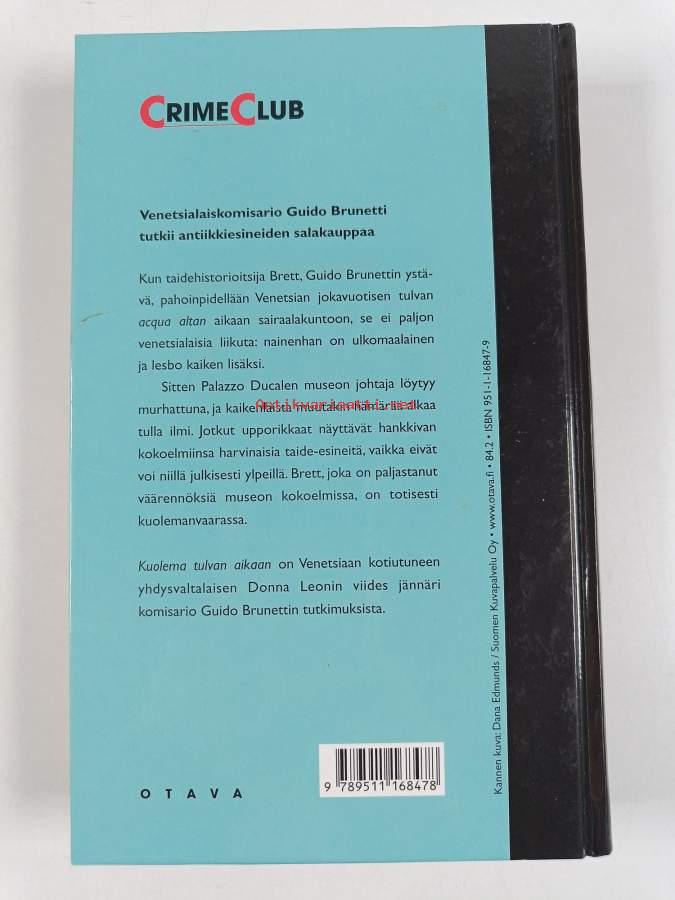 CRIMECLUB
Venetsialaiskomisario Guido Brunetti
tutkii antiikkiesineiden salakauppaa
Kun taidehistorioitsija Brett, Guido Brunettin ystä-
vä, pahoinpidellään Venetsian jokavuotisen tulvan
acqua altan aikaan sairaalakuntoon, se ei paljon
venetsialaisia liikuta: nainenhan on ulkomaalainen
ja lesbo kaiken lisäksi.
Sitten Palazzo Ducalen museon johtaja löytyy
murhattuna, ja kaikenlaista muutakin hämärää alkaa
Antikvariaatti.net
tulla ilmi. Jotkut upporikkaat näyttävät hankkivan
kokoelmiinsa harvinaisia taide-esineitä, vaikka eivät
voi niillä julkisesti ylpeillä. Brett, joka on paljastanut
väärennöksiä museon kokoelmissa, on totisesti
kuolemanvaarassa.
Kuolema tulvan aikaan on Venetsiaan kotiutuneen
yhdysvaltalaisen Donna Leonin viides jännäri
komisario Guido Brunettin tutkimuksista.
OTAVA
9 789511 168478
Kannen kuva: Dana Edmunds / Suomen Kuvapalvelu Oy • www.otava.fi • 84.2 • ISBN 951-1-16847-9